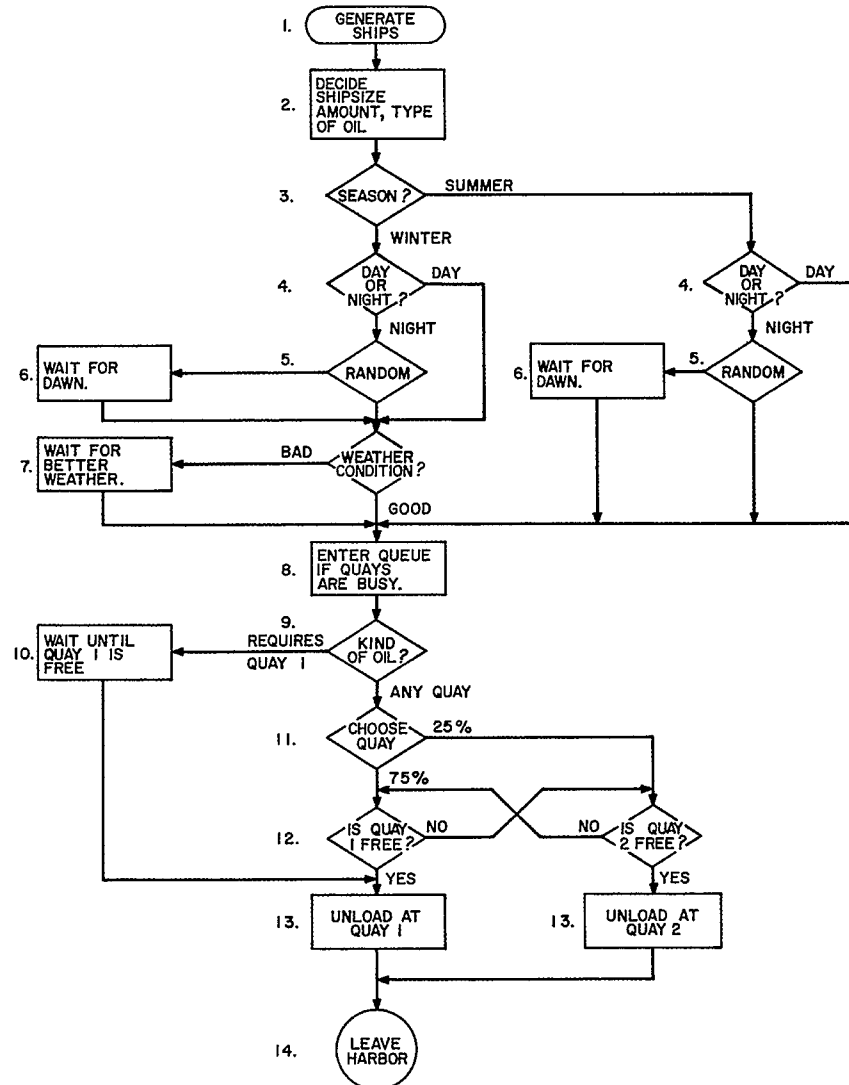 1. GENERATE
SHIPS
2. DECIDE
SHIPSIZE
AMOUNT, TYPE
OF OIL
3. SEASON?
SUMMER
WINTER
4. DAY
OR
NIGHT?
DAY
NIGHT
4. DAY
OR
NIGHT?
DAY
NIGHT
5. RANDOM
6. WAIT FOR
DAWN.
5. RANDOM
6. WAIT FOR
DAWN.
WEATHER
CONDITION?
BAD
GOOD
7. WAIT FOR
BETTER
WEATHER.
8. ENTER QUEUE
IF QUAYS
ARE BUSY.
9. KIND
OF OIL?
REQUIRES
QUAY 1
10. WAIT UNTIL
QUAY 1 IS
FREE
ANY QUAY
11. CHOOSE
QUAY
25%
75%
12. IS QUAY
1 FREE?
NO
YES
NO
IS QUAY
2 FREE?
YES
13. UNLOAD AT
QUAY 1
13. UNLOAD AT
QUAY 2
14. LEAVE
HARBOR